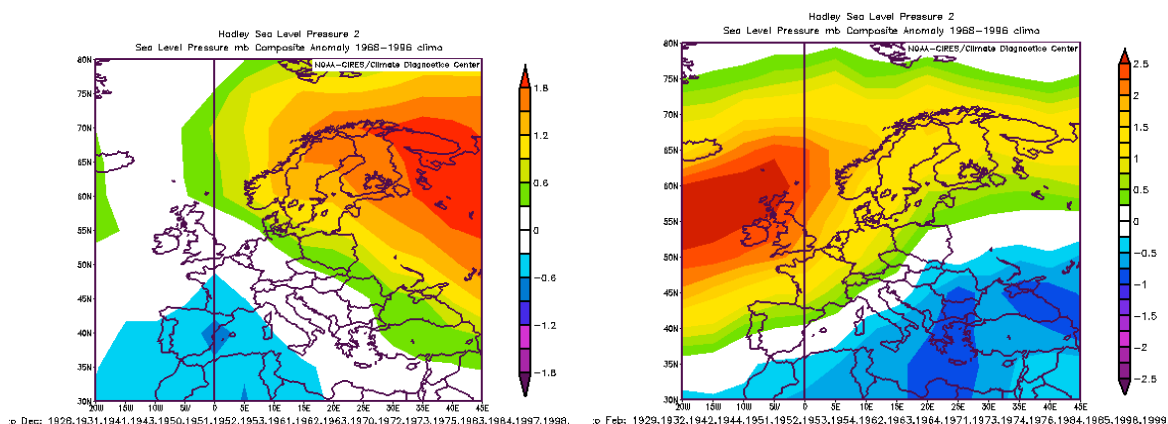 Hadley Sea Level Pressure 2
Sea Level Pressure mb Composite Anomaly 1968-1996 clima
NOAA-CIRES/Climate Diagnostics Center
80N
75N
70N
65N
60N
55N
50N
45N
40N
35N
30N
20W 15W 10W 5W 0 5E 10E 15E 20E 25E 30E 35E 40E 45E
1.8
1.2
0.6
0
-0.6
-1.2
-1.8
Dec: 1928,1931,1941,1943,1950,1951,1952,1953,1961,1962,1963,1970,1972,1973,1975,1983,1984,1997,1998,
Hadley Sea Level Pressure 2
Sea Level Pressure mb Composite Anomaly 1968-1996 clima
NOAA-CIRES/Climate Diagnostics Center
80N
75N
70N
65N
60N
55N
50N
45N
40N
35N
30N
20W 15W 10W 5W 0 5E 10E 15E 20E 25E 30E 35E 40E 45E
2.5
2
1.5
1
0.5
0
-0.5
-1
-1.5
-2
-2.5
Feb: 1929,1932,1942,1944,1951,1952,1953,1954,1962,1963,1964,1971,1973,1974,1976,1984,1985,1998,1999